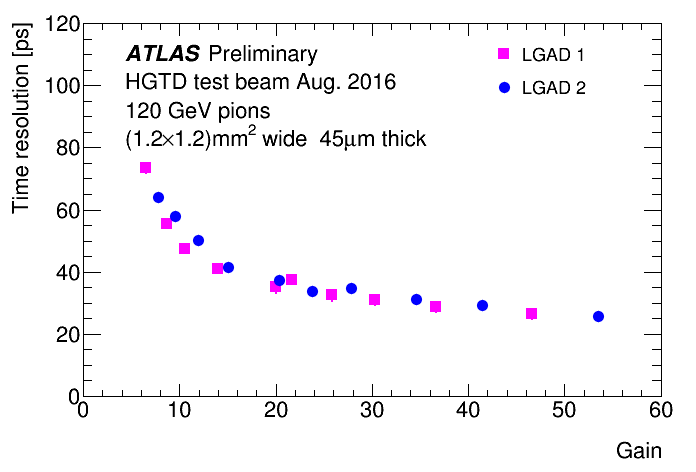 Time resolution [ps]
120
100
80
60
40
20
0
ATLAS Preliminary
HGTD test beam Aug. 2016
120 GeV pions
(1.2×1.2)mm² wide 45μm thick
LGAD 1
LGAD 2
0 10 20 30 40 50 60
Gain